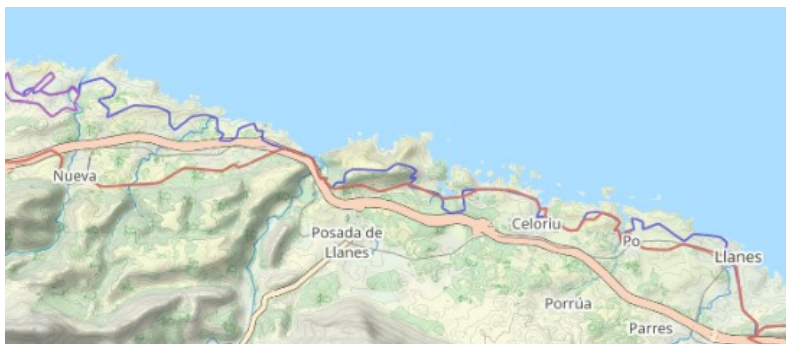 Nueva
Posada de
Llanes
Celoriu
Po
Llanes
Porrúa
Parres